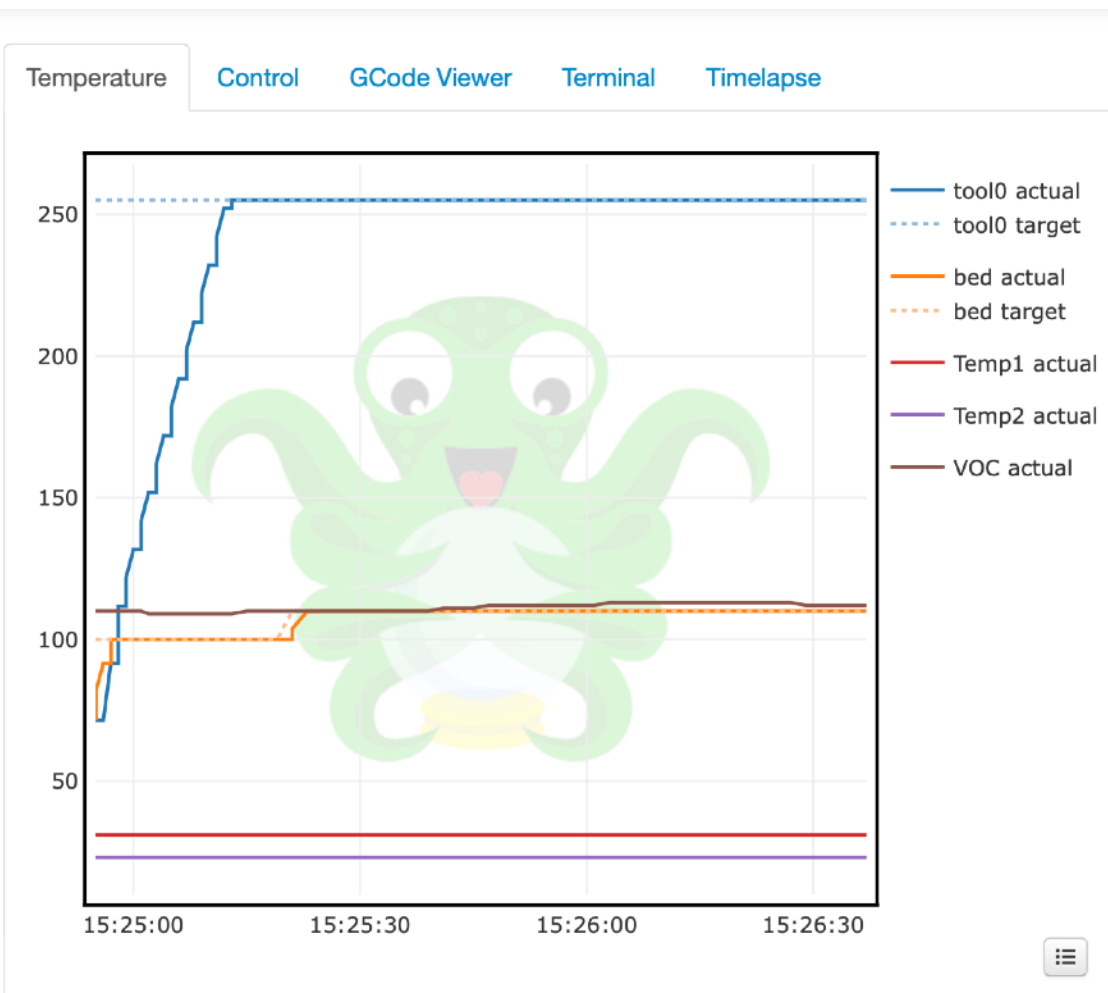 Temperature Control GCode Viewer Terminal Timelapse
250
200
150
100
50
15:25:00 15:25:30 15:26:00 15:26:30
tool0 actual
tool0 target
bed actual
bed target
Temp1 actual
Temp2 actual
VOC actual